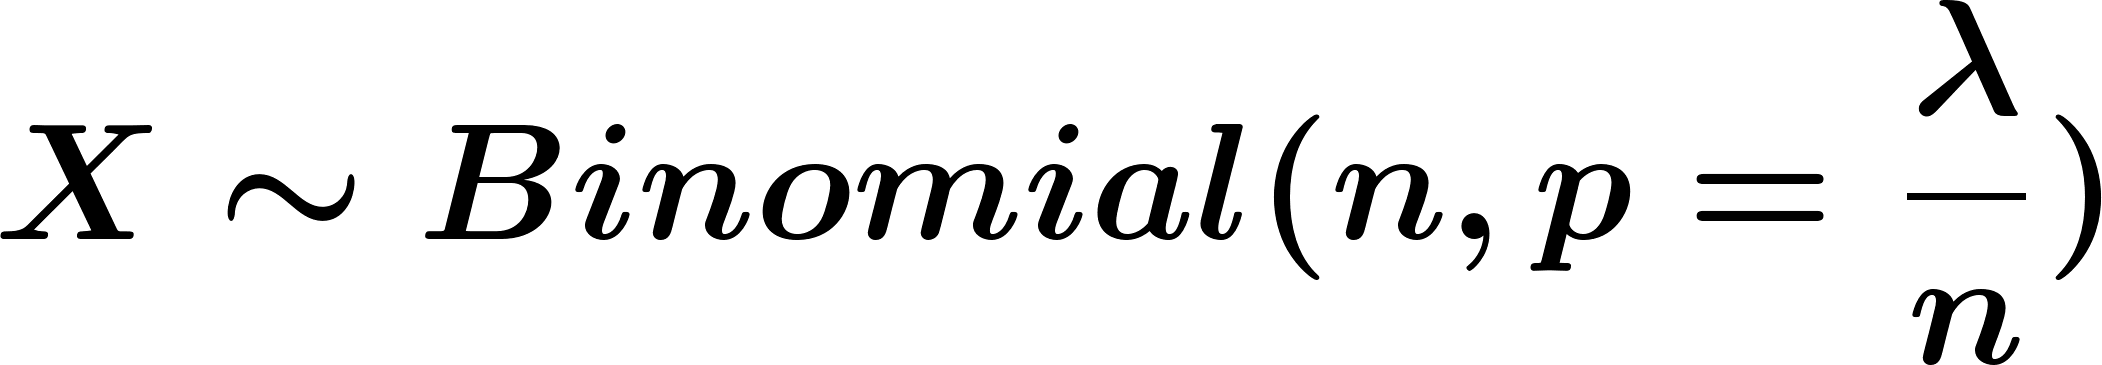 X ∼ Binomial(n, p = λ/n)